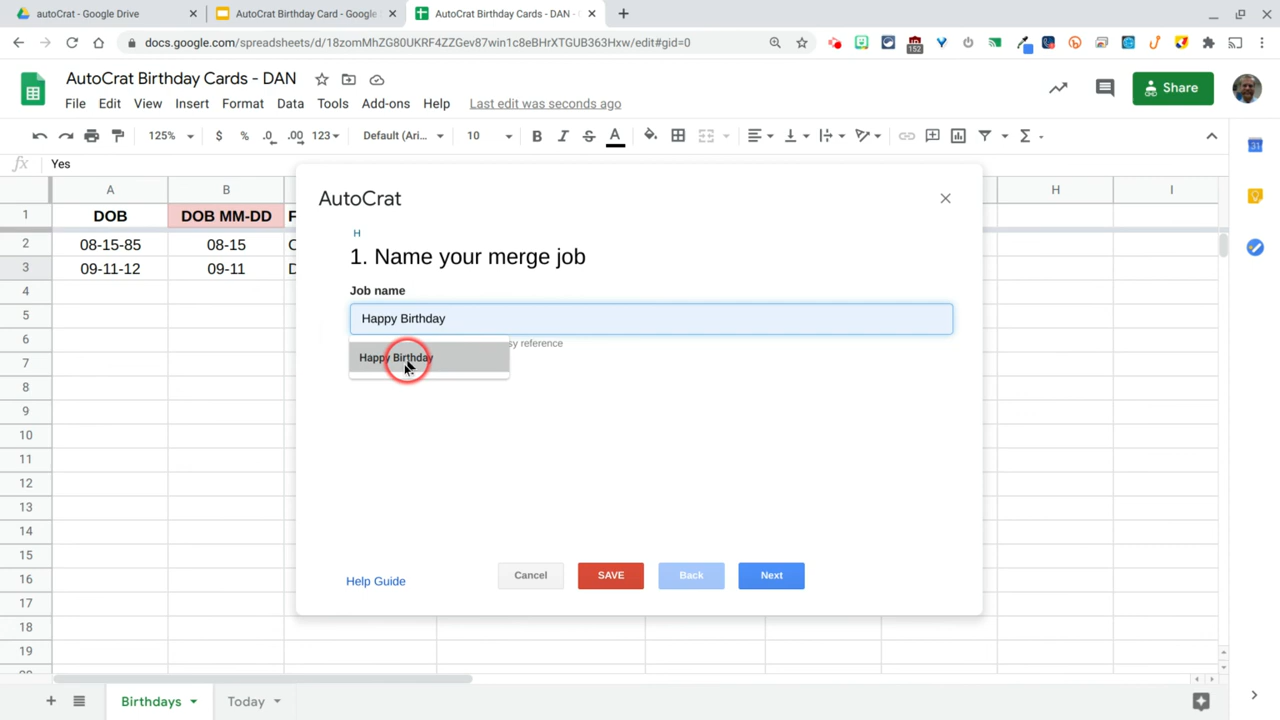 autoCrat - Google Drive
AutoCrat Birthday Card - Google
AutoCrat Birthday Cards - DAN -
docs.google.com/spreadsheets/d/18zomMhZG80UKRF4ZZGev87win1c8eBHrXTGUB363Hxw/edit#gid=0
152
AutoCrat Birthday Cards - DAN
File Edit View Insert Format Data Tools Add-ons Help Last edit was seconds ago
Share
125% $ % .0 .00 123 Default (Ari... 10 B I S A
fx Yes
A B H I
1 DOB DOB MM-DD F
2 08-15-85 08-15
3 09-11-12 09-11 D
4
5
6
7
8
9
10
11
12
13
14
15
16
17
18
19
AutoCrat
H
1. Name your merge job
Job name
Happy Birthday
sy reference
Happy Birthday
Help Guide
Cancel
SAVE
Back
Next
31
Birthdays
Today